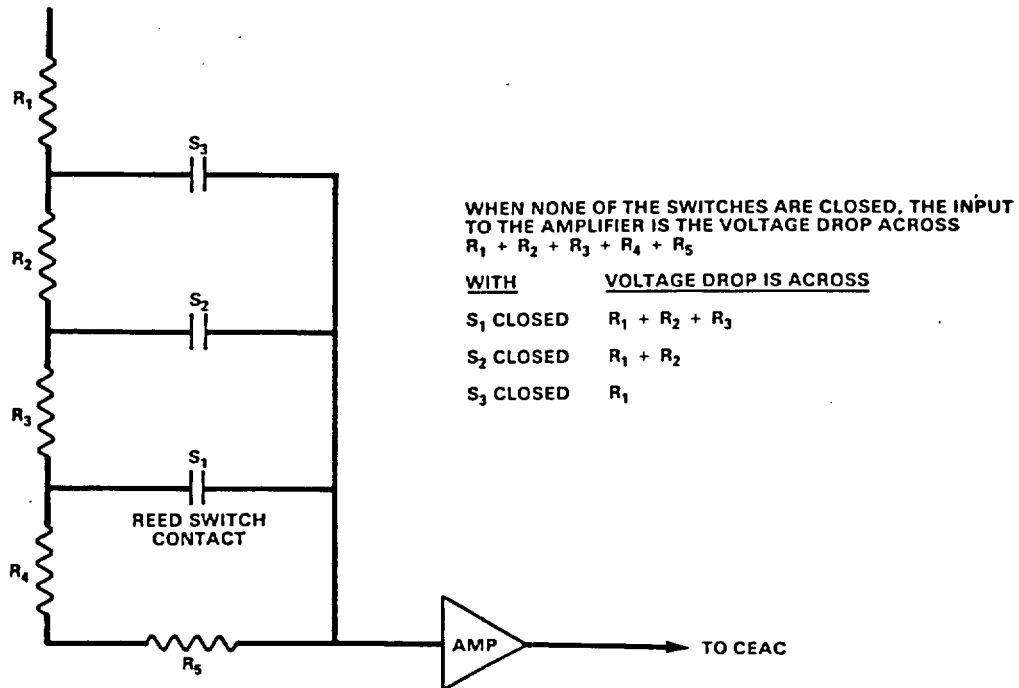 R₁
S₃
WHEN NONE OF THE SWITCHES ARE CLOSED, THE INPUT
TO THE AMPLIFIER IS THE VOLTAGE DROP ACROSS
R₁ + R₂ + R₃ + R₄ + R₅
WITH VOLTAGE DROP IS ACROSS
R₂
S₂
S₁ CLOSED R₁ + R₂ + R₃
S₂ CLOSED R₁ + R₂
S₃ CLOSED R₁
R₃
S₁
REED SWITCH
CONTACT
R₄
R₅
AMP
TO CEAC